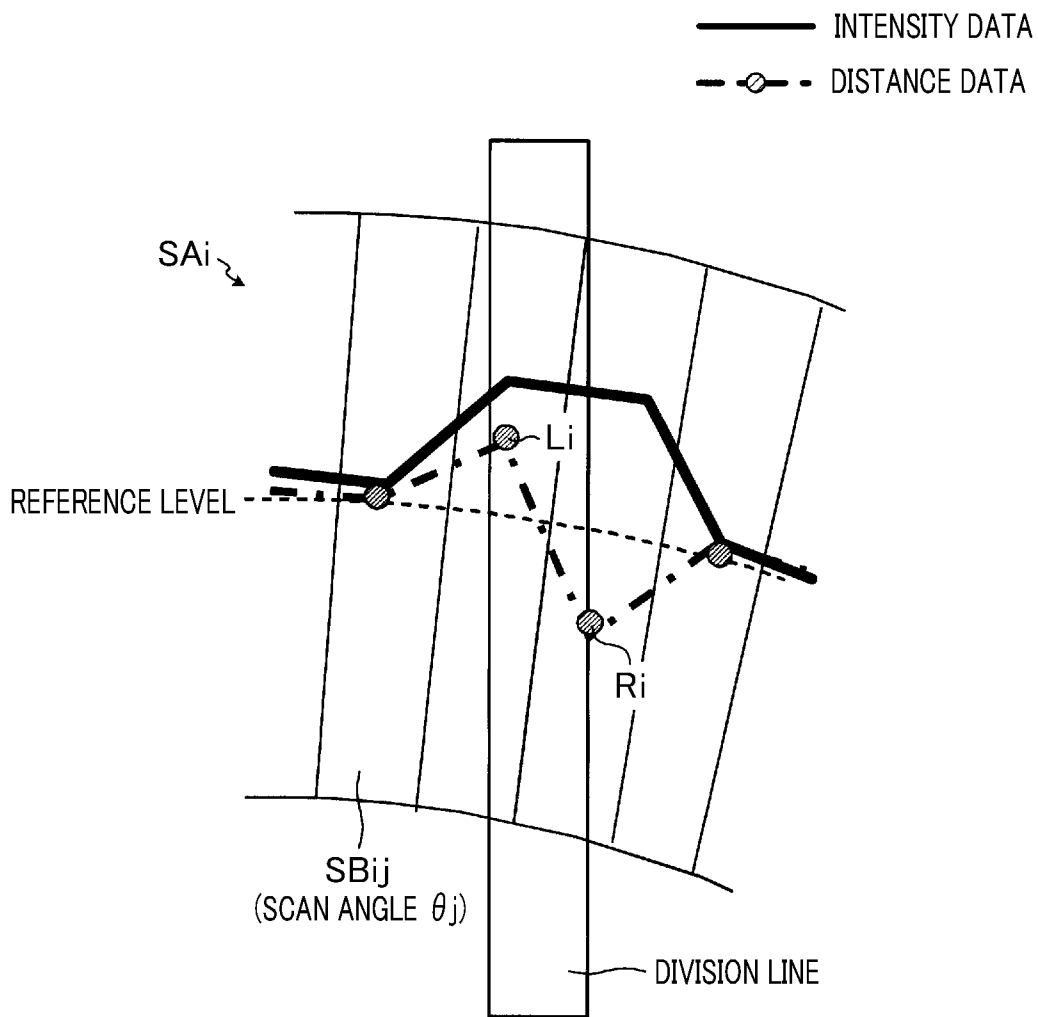 INTENSITY DATA
DISTANCE DATA
SAi
Li
REFERENCE LEVEL
Ri
SBij
(SCAN ANGLE θj)
DIVISION LINE